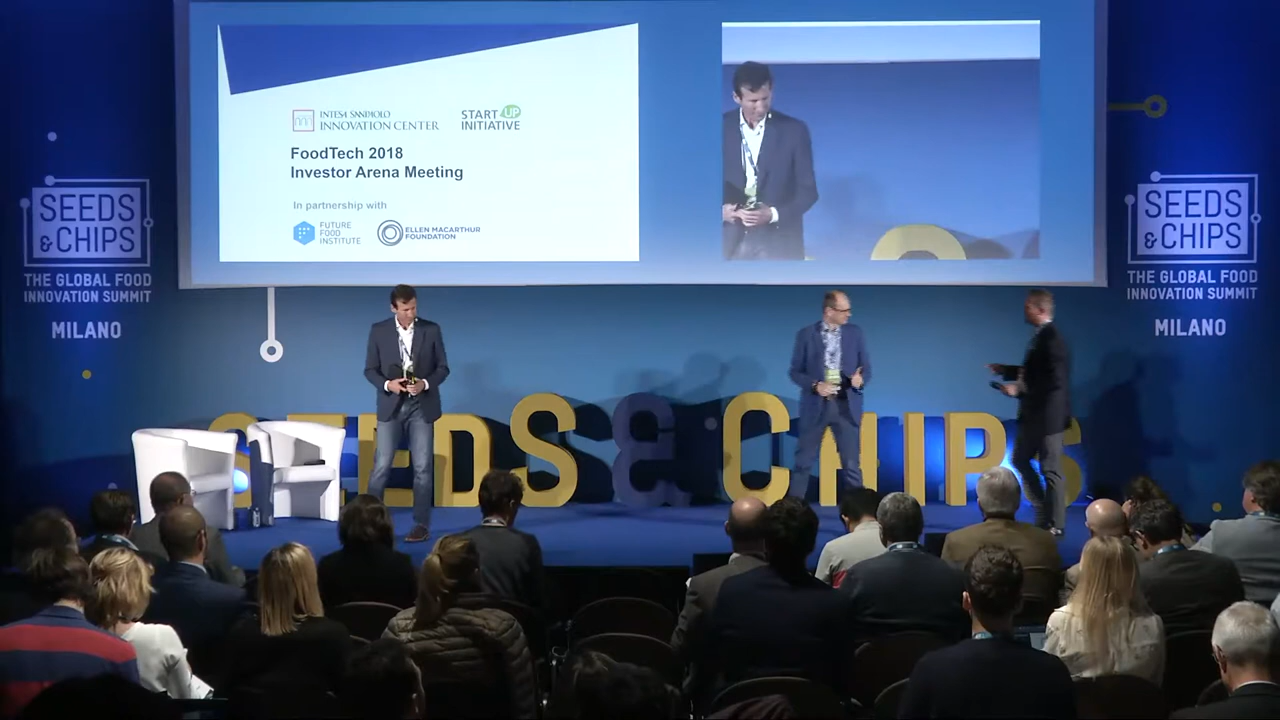 INTESA SANPAOLO
INNOVATION CENTER
START UP
INITIATIVE
FoodTech 2018
Investor Arena Meeting
In partnership with
FUTURE
FOOD
INSTITUTE
ELLEN MACARTHUR
FOUNDATION
SEEDS
&CHIPS
THE GLOBAL FOOD
INNOVATION SUMMIT
MILANO
SEEDS
&CHIPS
THE GLOBAL FOOD
INNOVATION SUMMIT
MILANO
SEEDS & CHIPS